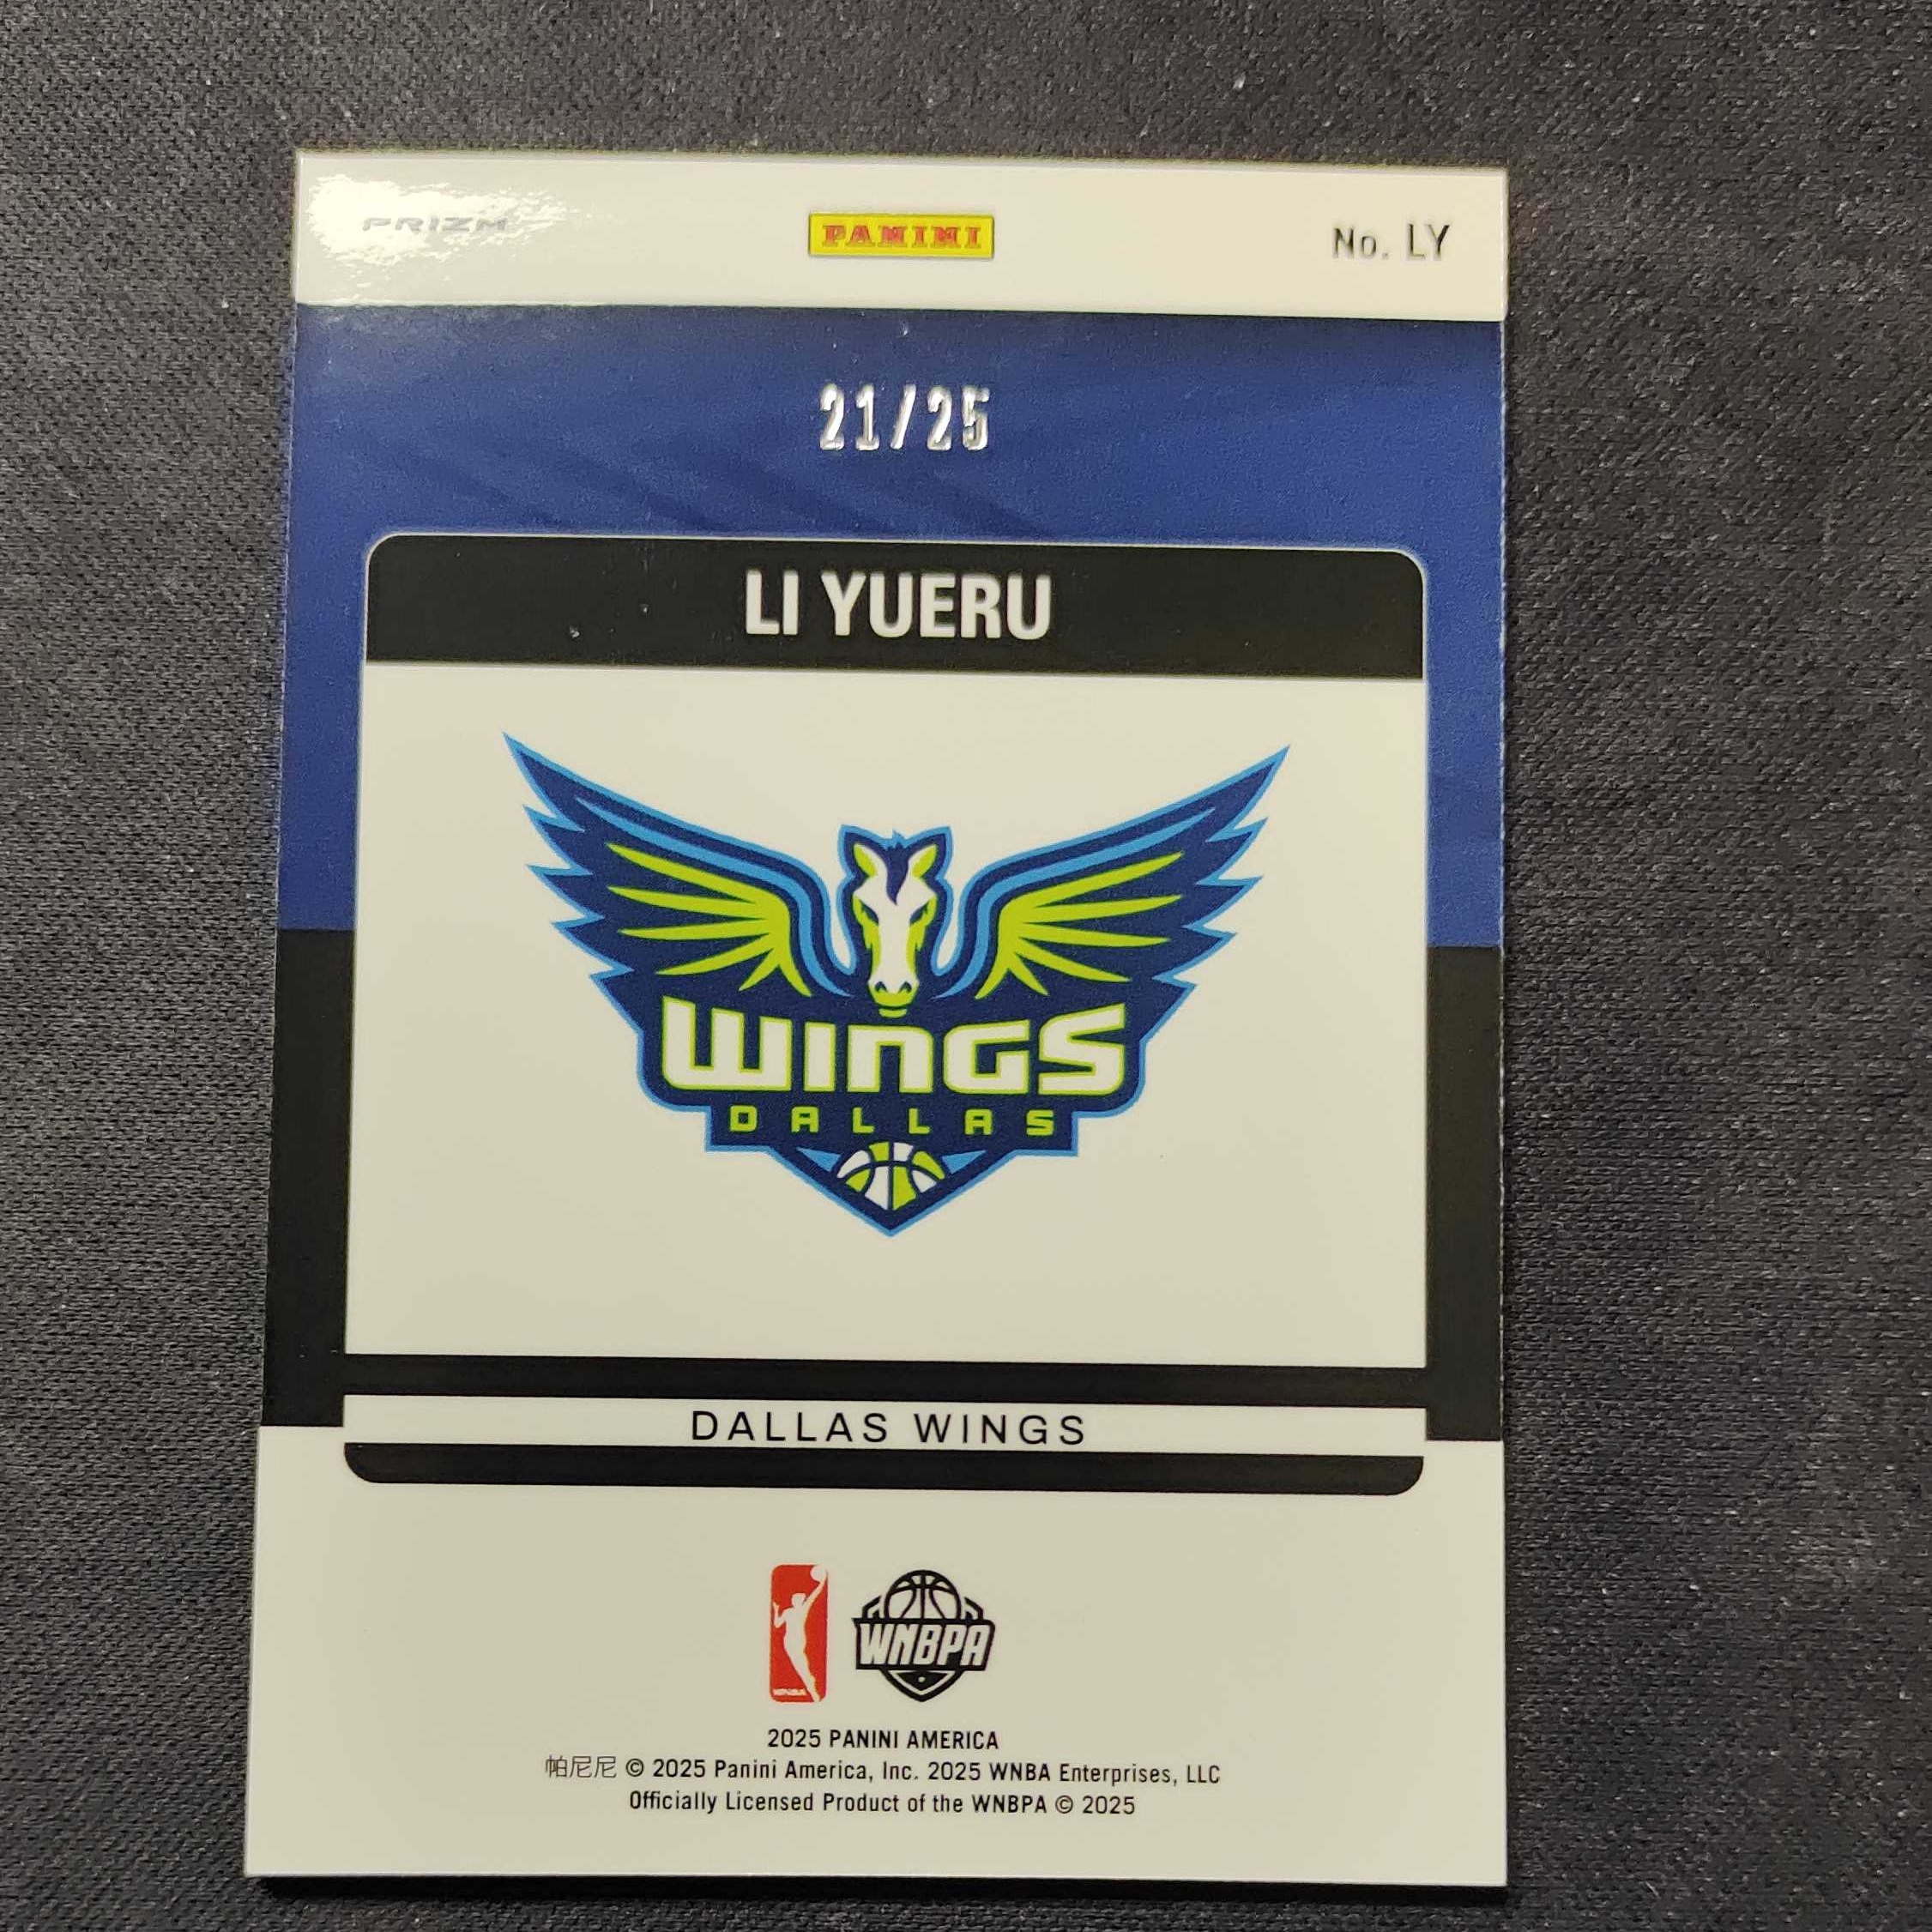 PRIZM PANINI No. LY
21/25
LI YUERU
WINGS
DALLAS
DALLAS WINGS
WNBA WNBPA
2025 PANINI AMERICA
帕尼尼 © 2025 Panini America, Inc. 2025 WNBA Enterprises, LLC
Officially Licensed Product of the WNBPA © 2025